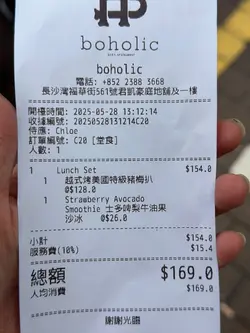 boholic
boholic
電話: +852 2388 3668
長沙灣福華街561號君凱豪庭地舖及一樓
開檯時間: 2025-05-28 13:12:14
收據編號: 20250528131214C20
侍應: Chloe
訂單編號: C20 [堂食]
人數: 1
1 Lunch Set $154.0
1 越式烤美國特級豬梅扒
@$128.0
1 Strawberry Avocado
Smoothie 士多啤梨牛油果
沙冰 @$26.0
小計 $154.0
服務費(10%) $15.4
總額 $169.0
人均消費 $169.0
謝謝光臨